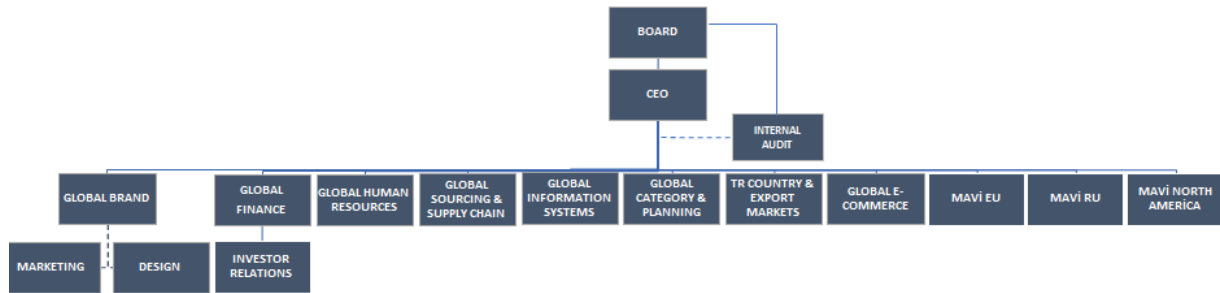 BOARD
CEO
INTERNAL
AUDIT
GLOBAL BRAND
GLOBAL
FINANCE
GLOBAL HUMAN
RESOURCES
GLOBAL
SOURCING &
SUPPLY CHAIN
GLOBAL
INFORMATION
SYSTEMS
GLOBAL
CATEGORY &
PLANNING
TR COUNTRY &
EXPORT
MARKETS
GLOBAL E-
COMMERCE
MAVİ EU
MAVİ RU
MAVİ NORTH
AMERİCA
MARKETING
DESIGN
INVESTOR
RELATIONS